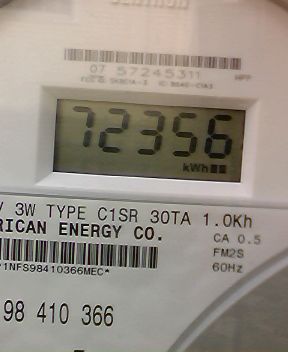 07 57245311
72356
kWh
V 3W TYPE C1SR 30TA 1.0Kh
RICAN ENERGY CO.
CA 0.5
FM2S
60Hz
*1NFS98410366MEC*
98 410 366